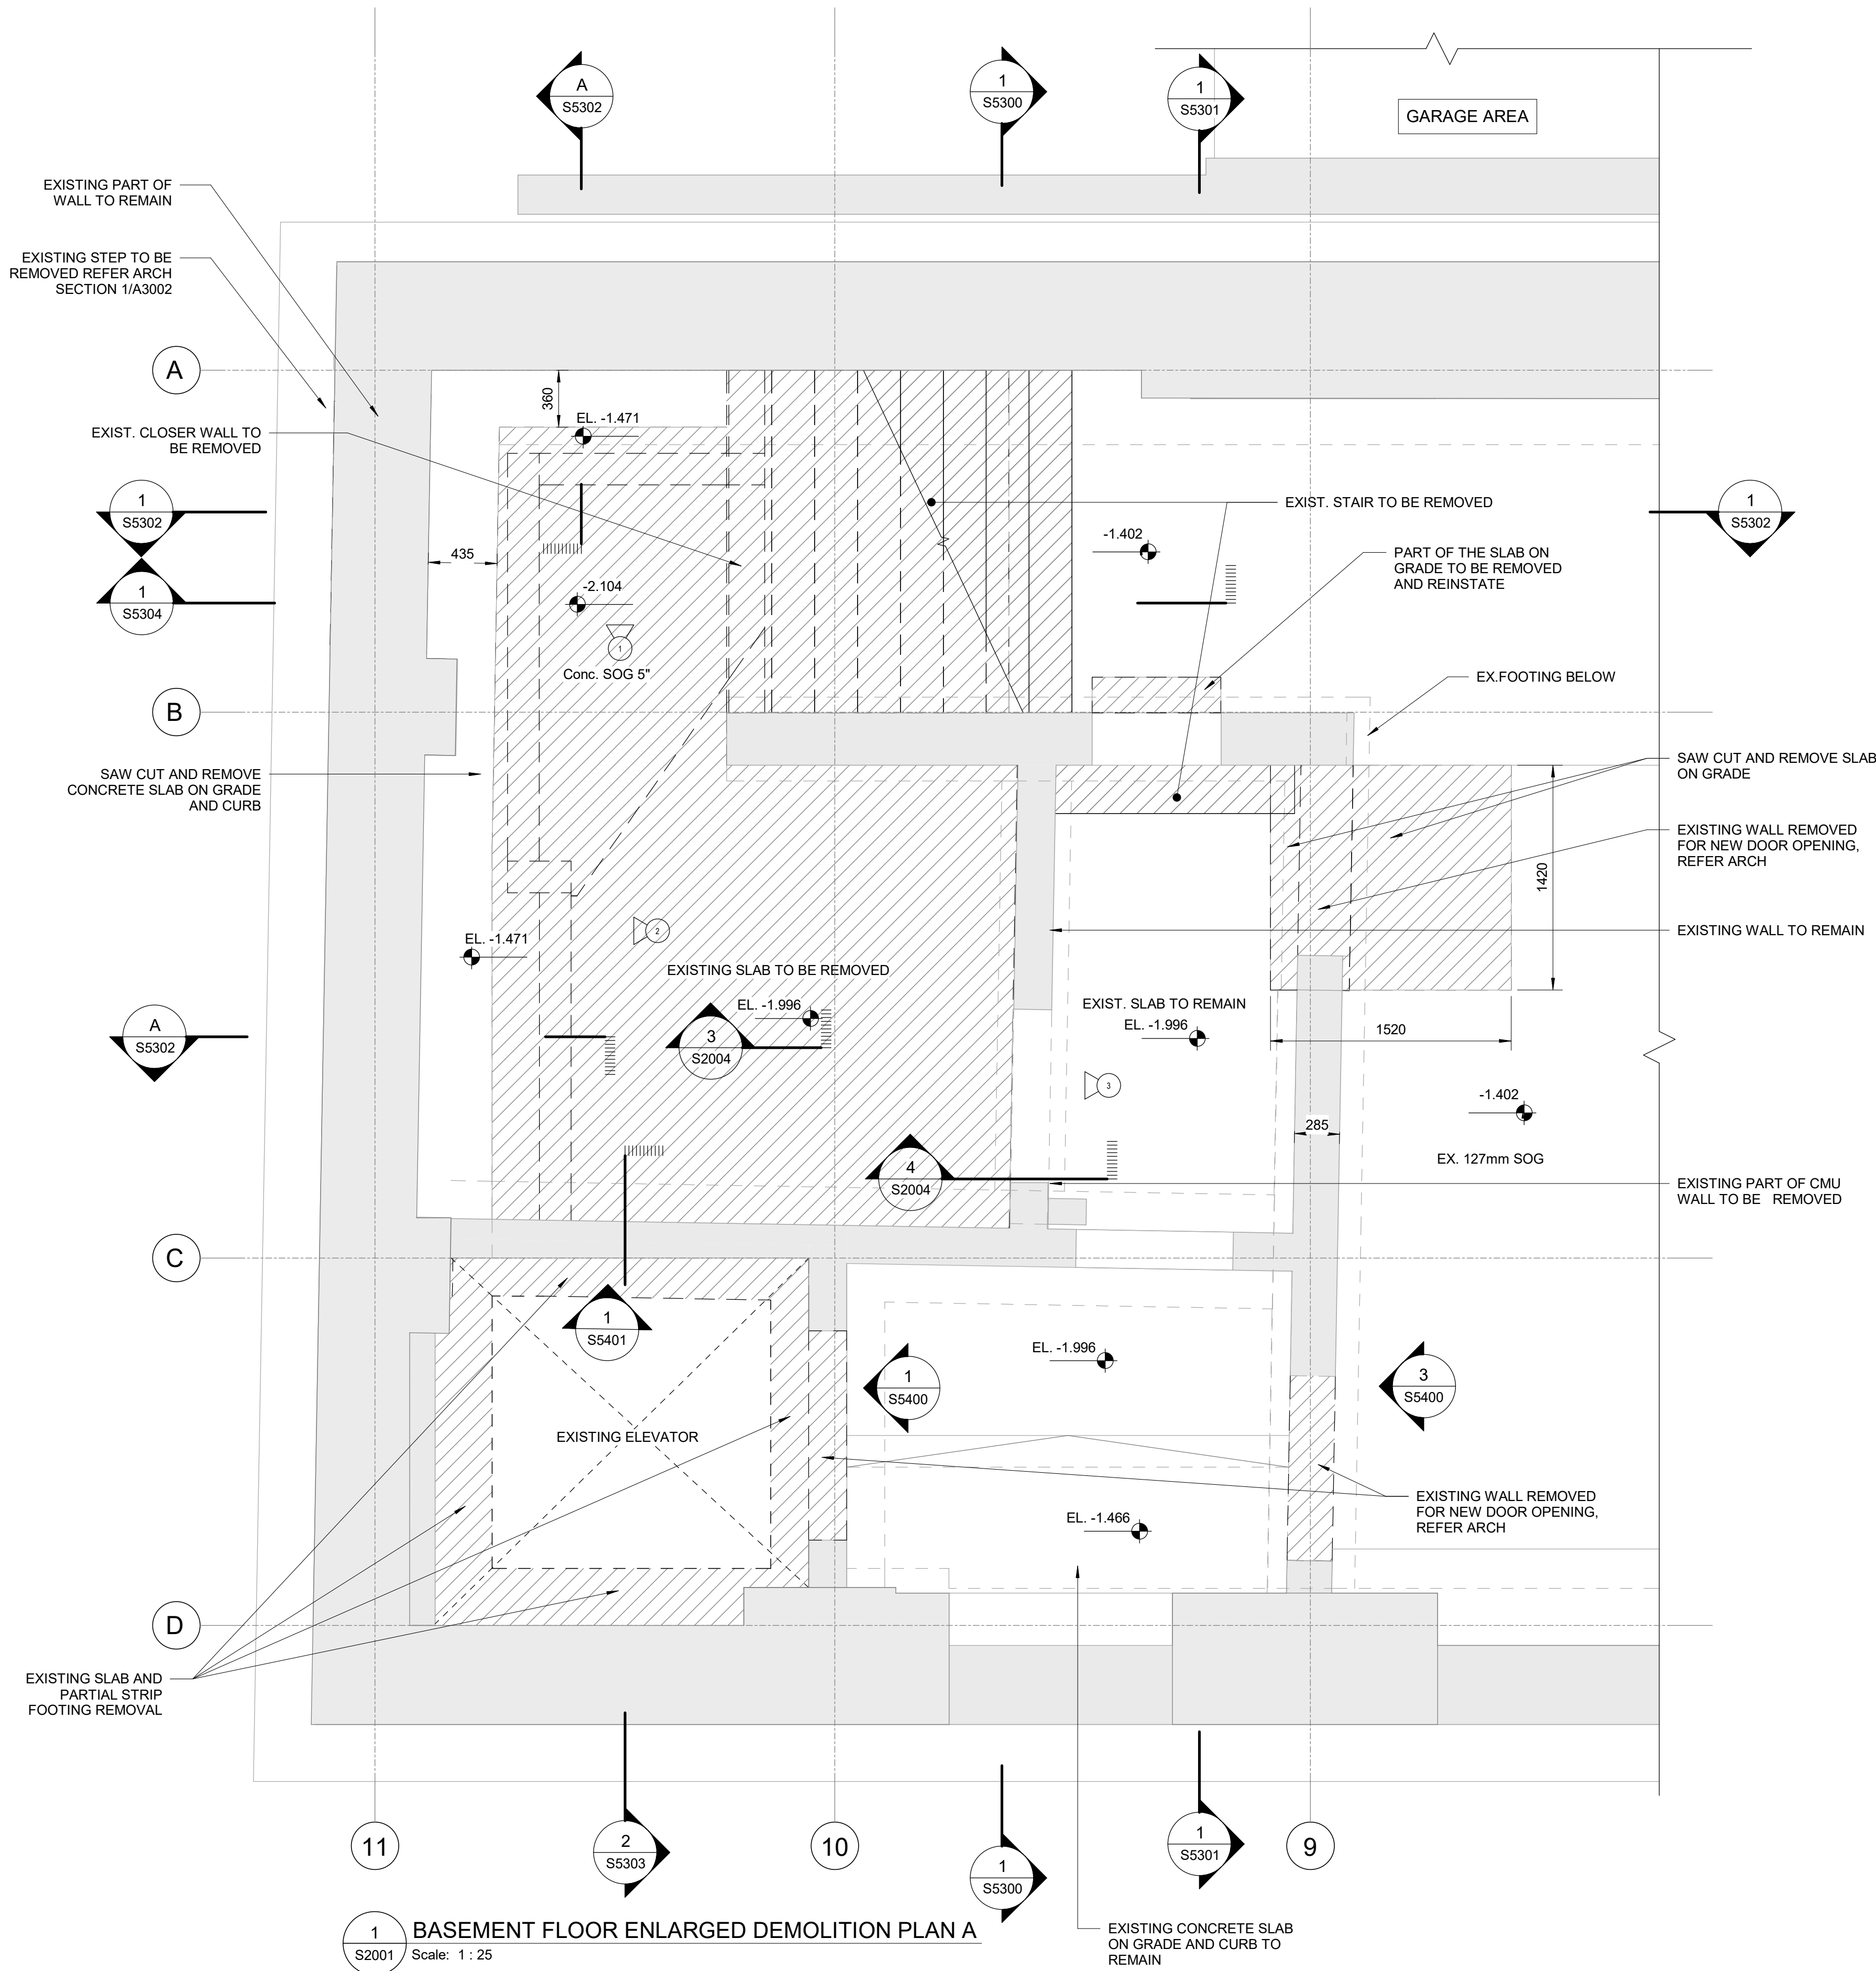 A
S5302
1
S5300
1
S5301
GARAGE AREA
EXISTING PART OF
WALL TO REMAIN
EXISTING STEP TO BE
REMOVED REFER ARCH
SECTION 1/A3002
A
360
EL. -1.471
EXIST. CLOSER WALL TO
BE REMOVED
1
S5302
EXIST. STAIR TO BE REMOVED
1
S5302
435
-1.402
PART OF THE SLAB ON
GRADE TO BE REMOVED
AND REINSTATE
1
S5304
-2.104
1
Conc. SOG 5"
EX.FOOTING BELOW
B
SAW CUT AND REMOVE
CONCRETE SLAB ON GRADE
AND CURB
SAW CUT AND REMOVE SLAB
ON GRADE
EXISTING WALL REMOVED
FOR NEW DOOR OPENING,
REFER ARCH
1420
2
EL. -1.471
EXISTING WALL TO REMAIN
EXISTING SLAB TO BE REMOVED
EL. -1.996
EXIST. SLAB TO REMAIN
EL. -1.996
A
S5302
3
S2004
1520
3
-1.402
285
EX. 127mm SOG
4
S2004
EXISTING PART OF CMU
WALL TO BE REMOVED
C
1
S5401
EL. -1.996
1
S5400
3
S5400
EXISTING ELEVATOR
EXISTING WALL REMOVED
FOR NEW DOOR OPENING,
REFER ARCH
EL. -1.466
D
EXISTING SLAB AND
PARTIAL STRIP
FOOTING REMOVAL
11
2
S5303
10
1
S5300
1
S5301
9
1
S2001
BASEMENT FLOOR ENLARGED DEMOLITION PLAN A
Scale: 1 : 25
EXISTING CONCRETE SLAB
ON GRADE AND CURB TO
REMAIN